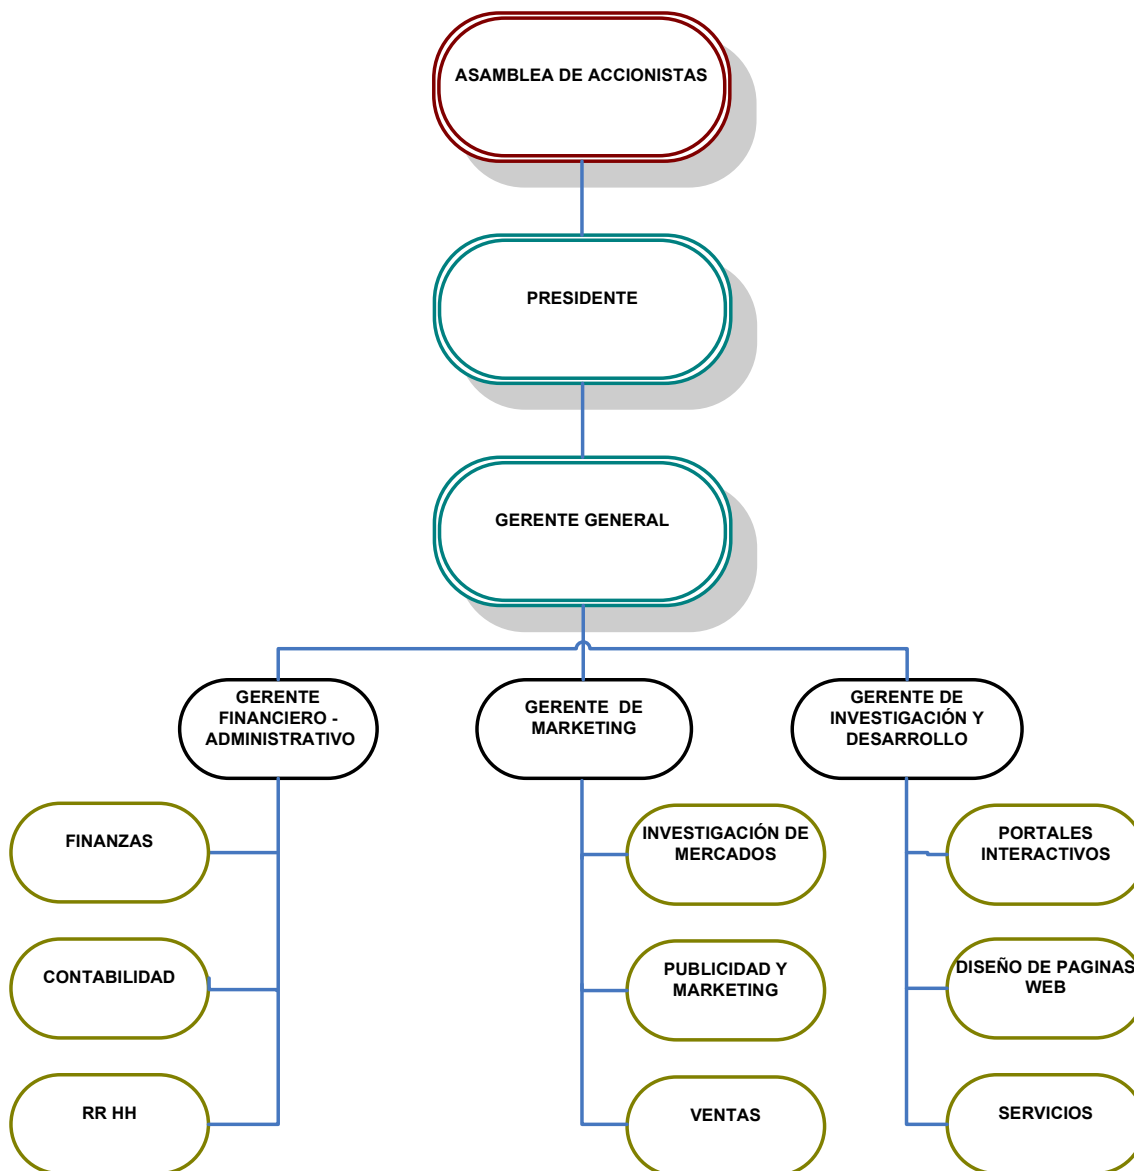 ASAMBLEA DE ACCIONISTAS
PRESIDENTE
GERENTE GENERAL
GERENTE
FINANCIERO -
ADMINISTRATIVO
GERENTE DE
MARKETING
GERENTE DE
INVESTIGACIÓN Y
DESARROLLO
FINANZAS
INVESTIGACIÓN DE
MERCADOS
PORTALES
INTERACTIVOS
CONTABILIDAD
PUBLICIDAD Y
MARKETING
DISEÑO DE PAGINAS
WEB
RR HH
VENTAS
SERVICIOS